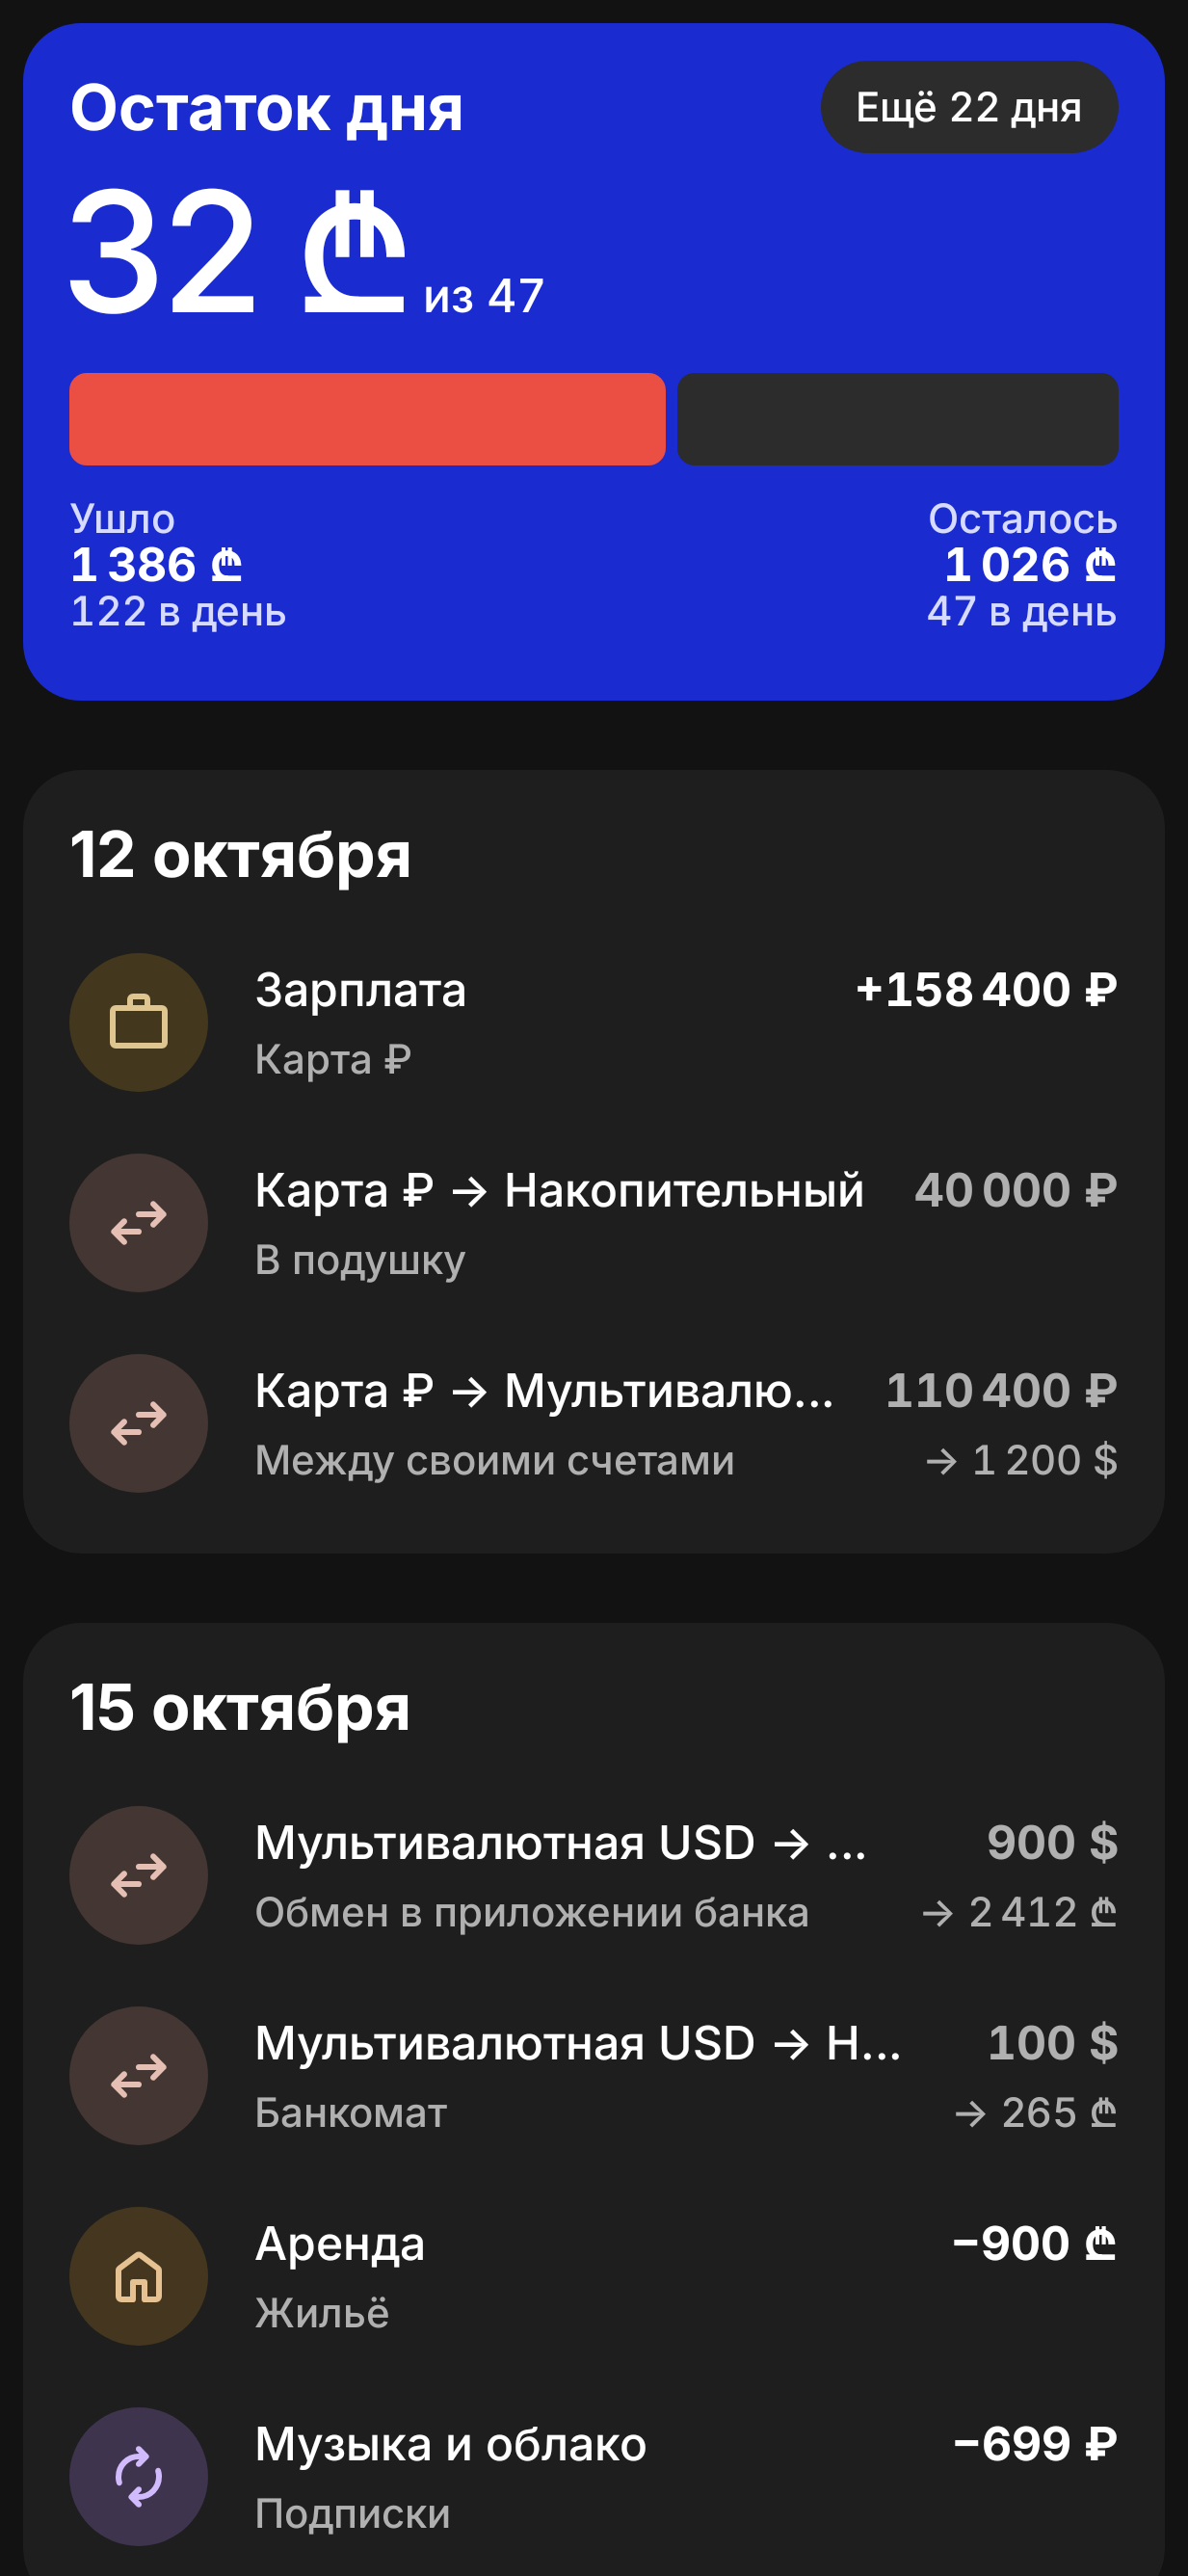 Остаток дня
Ещё 22 дня
32 ₾ из 47
Ушло
Осталось
1 386 ₾
1 026 ₾
122 в день
47 в день
12 октября
Зарплата
+158 400 ₽
Карта ₽
Карта ₽ → Накопительный
40 000 ₽
В подушку
Карта ₽ → Мультивалю...
110 400 ₽
Между своими счетами
→ 1 200 $
15 октября
Мультивалютная USD → ...
900 $
Обмен в приложении банка
→ 2 412 ₾
Мультивалютная USD → Н...
100 $
Банкомат
→ 265 ₾
Аренда
−900 ₾
Жильё
Музыка и облако
−699 ₽
Подписки